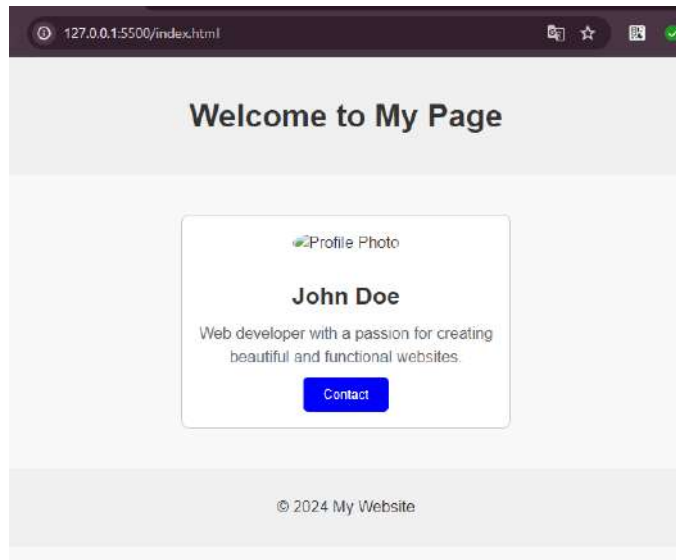 127.0.0.1:5500/index.html
Welcome to My Page
Profile Photo
John Doe
Web developer with a passion for creating
beautiful and functional websites.
Contact
© 2024 My Website